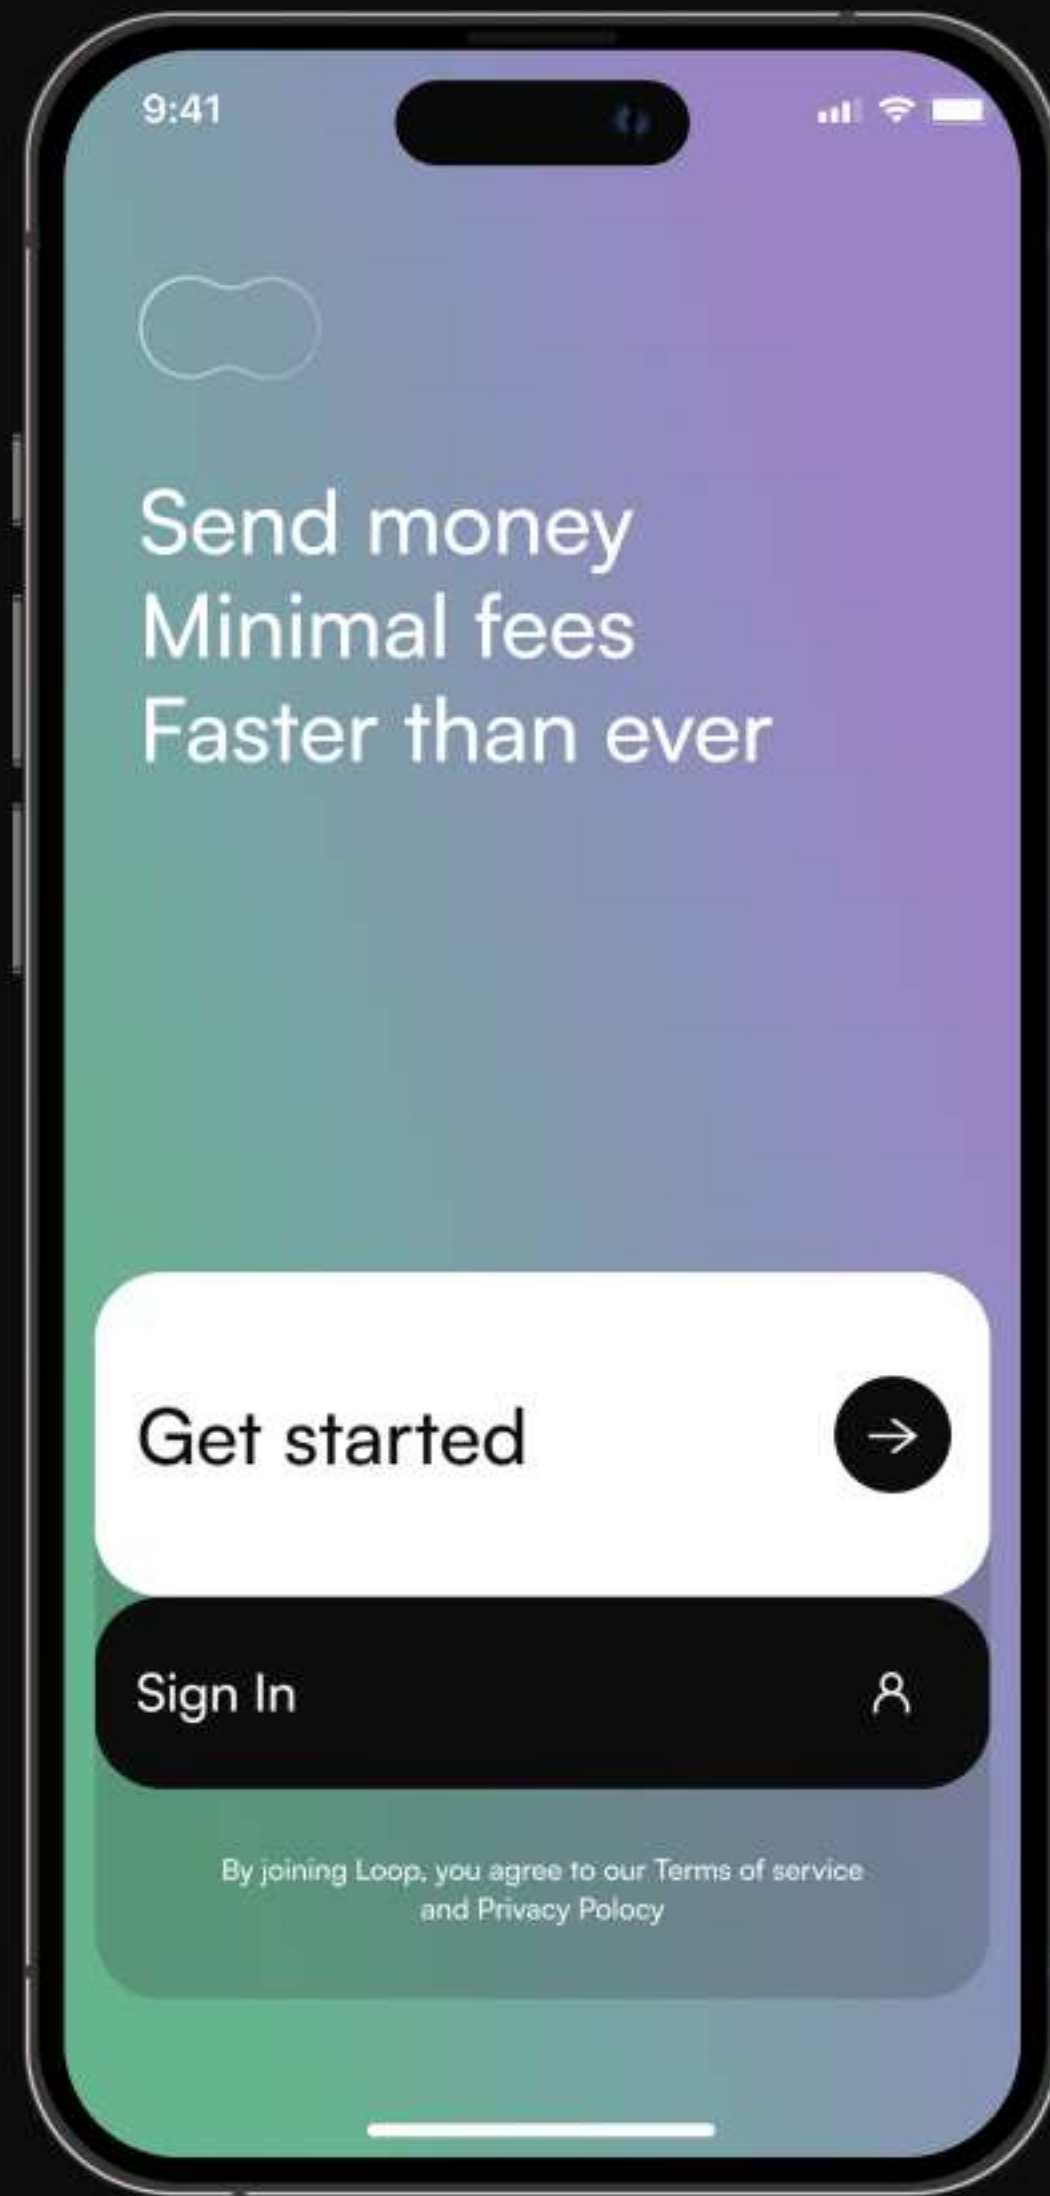 9:41
Send money
Minimal fees
Faster than ever
Get started
Sign In
By joining Loop, you agree to our Terms of service
and Privacy Polocy